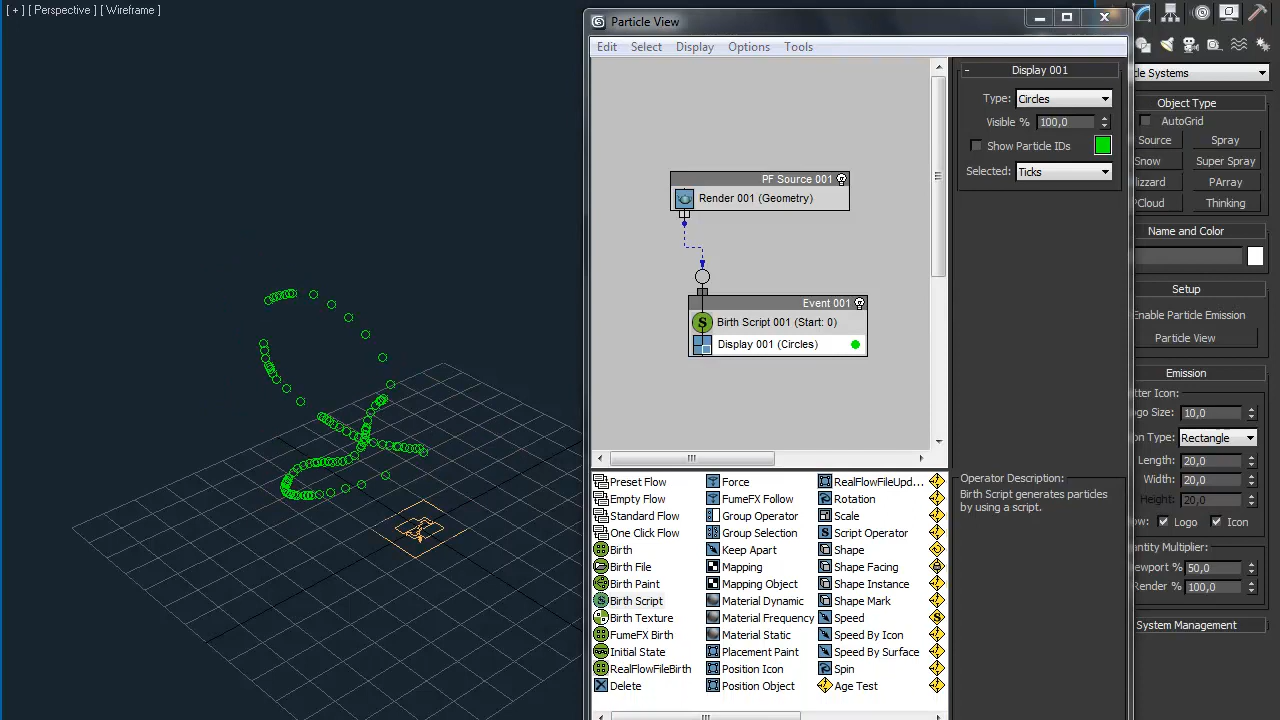 [ + ] [ Perspective ] [ Wireframe ]
Particle View
Edit Select Display Options Tools
PF Source 001
Render 001 (Geometry)
Event 001
Birth Script 001 (Start: 0)
Display 001 (Circles)
- Display 001
Type: Circles
Visible % 100,0
Show Particle IDs
Selected: Ticks
Preset Flow
Empty Flow
Standard Flow
One Click Flow
Birth
Birth File
Birth Paint
Birth Script
Birth Texture
FumeFX Birth
Initial State
RealFlowFileBirth
Delete
Force
FumeFX Follow
Group Operator
Group Selection
Keep Apart
Mapping
Mapping Object
Material Dynamic
Material Frequency
Material Static
Placement Paint
Position Icon
Position Object
RealFlowFileUpd...
Rotation
Scale
Script Operator
Shape
Shape Facing
Shape Instance
Shape Mark
Speed
Speed By Icon
Speed By Surface
Spin
Age Test
Operator Description:
Birth Script generates particles
by using a script.
de Systems
Object Type
AutoGrid
Source Spray
Snow Super Spray
lizzard PArray
PCloud Thinking
Name and Color
Setup
Enable Particle Emission
Particle View
Emission
tter Icon:
ogo Size: 10,0
on Type: Rectangle
Length: 20,0
Width: 20,0
Height: 20,0
ow: Logo Icon
antity Multiplier:
ewport % 50,0
Render % 100,0
System Management